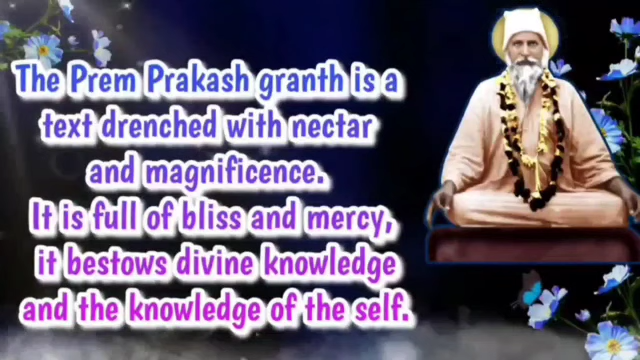 The Prem Prakash granth is a
text drenched with nectar
and magnificence.
It is full of bliss and mercy,
it bestows divine knowledge
and the knowledge of the self.